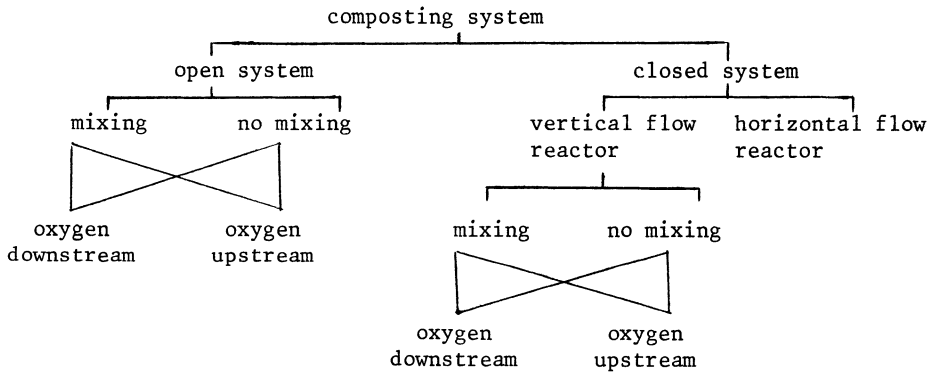 composting system
open system
closed system
mixing
no mixing
vertical flow
reactor
horizontal flow
reactor
oxygen
downstream
oxygen
upstream
mixing
no mixing
oxygen
downstream
oxygen
upstream